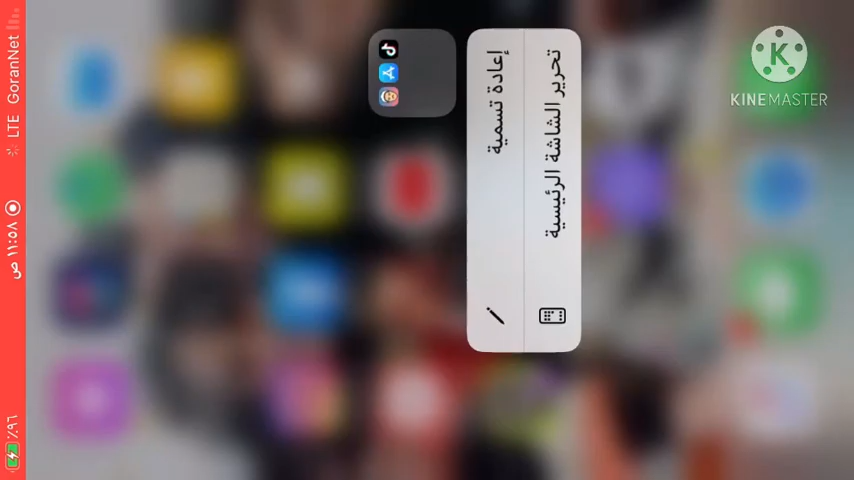 GoranNet LTE
١١:٥٨ ص
٩٦٪
إعادة تسمية
تحرير الشاشة الرئيسية
K
KINEMASTER